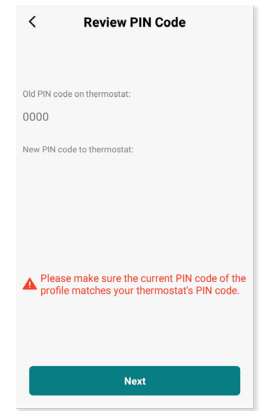 Review PIN Code
Old PIN code on thermostat:
0000
New PIN code to thermostat:
Please make sure the current PIN code of the
profile matches your thermostat's PIN code.
Next